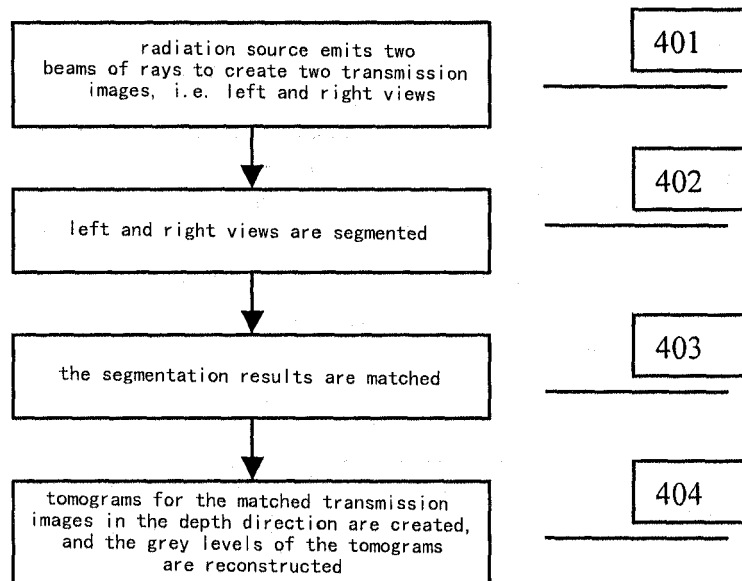 radiation source emits two
beams of rays to create two transmission
images, i.e. left and right views
401
left and right views are segmented
402
the segmentation results are matched
403
tomograms for the matched transmission
images in the depth direction are created,
and the grey levels of the tomograms
are reconstructed
404